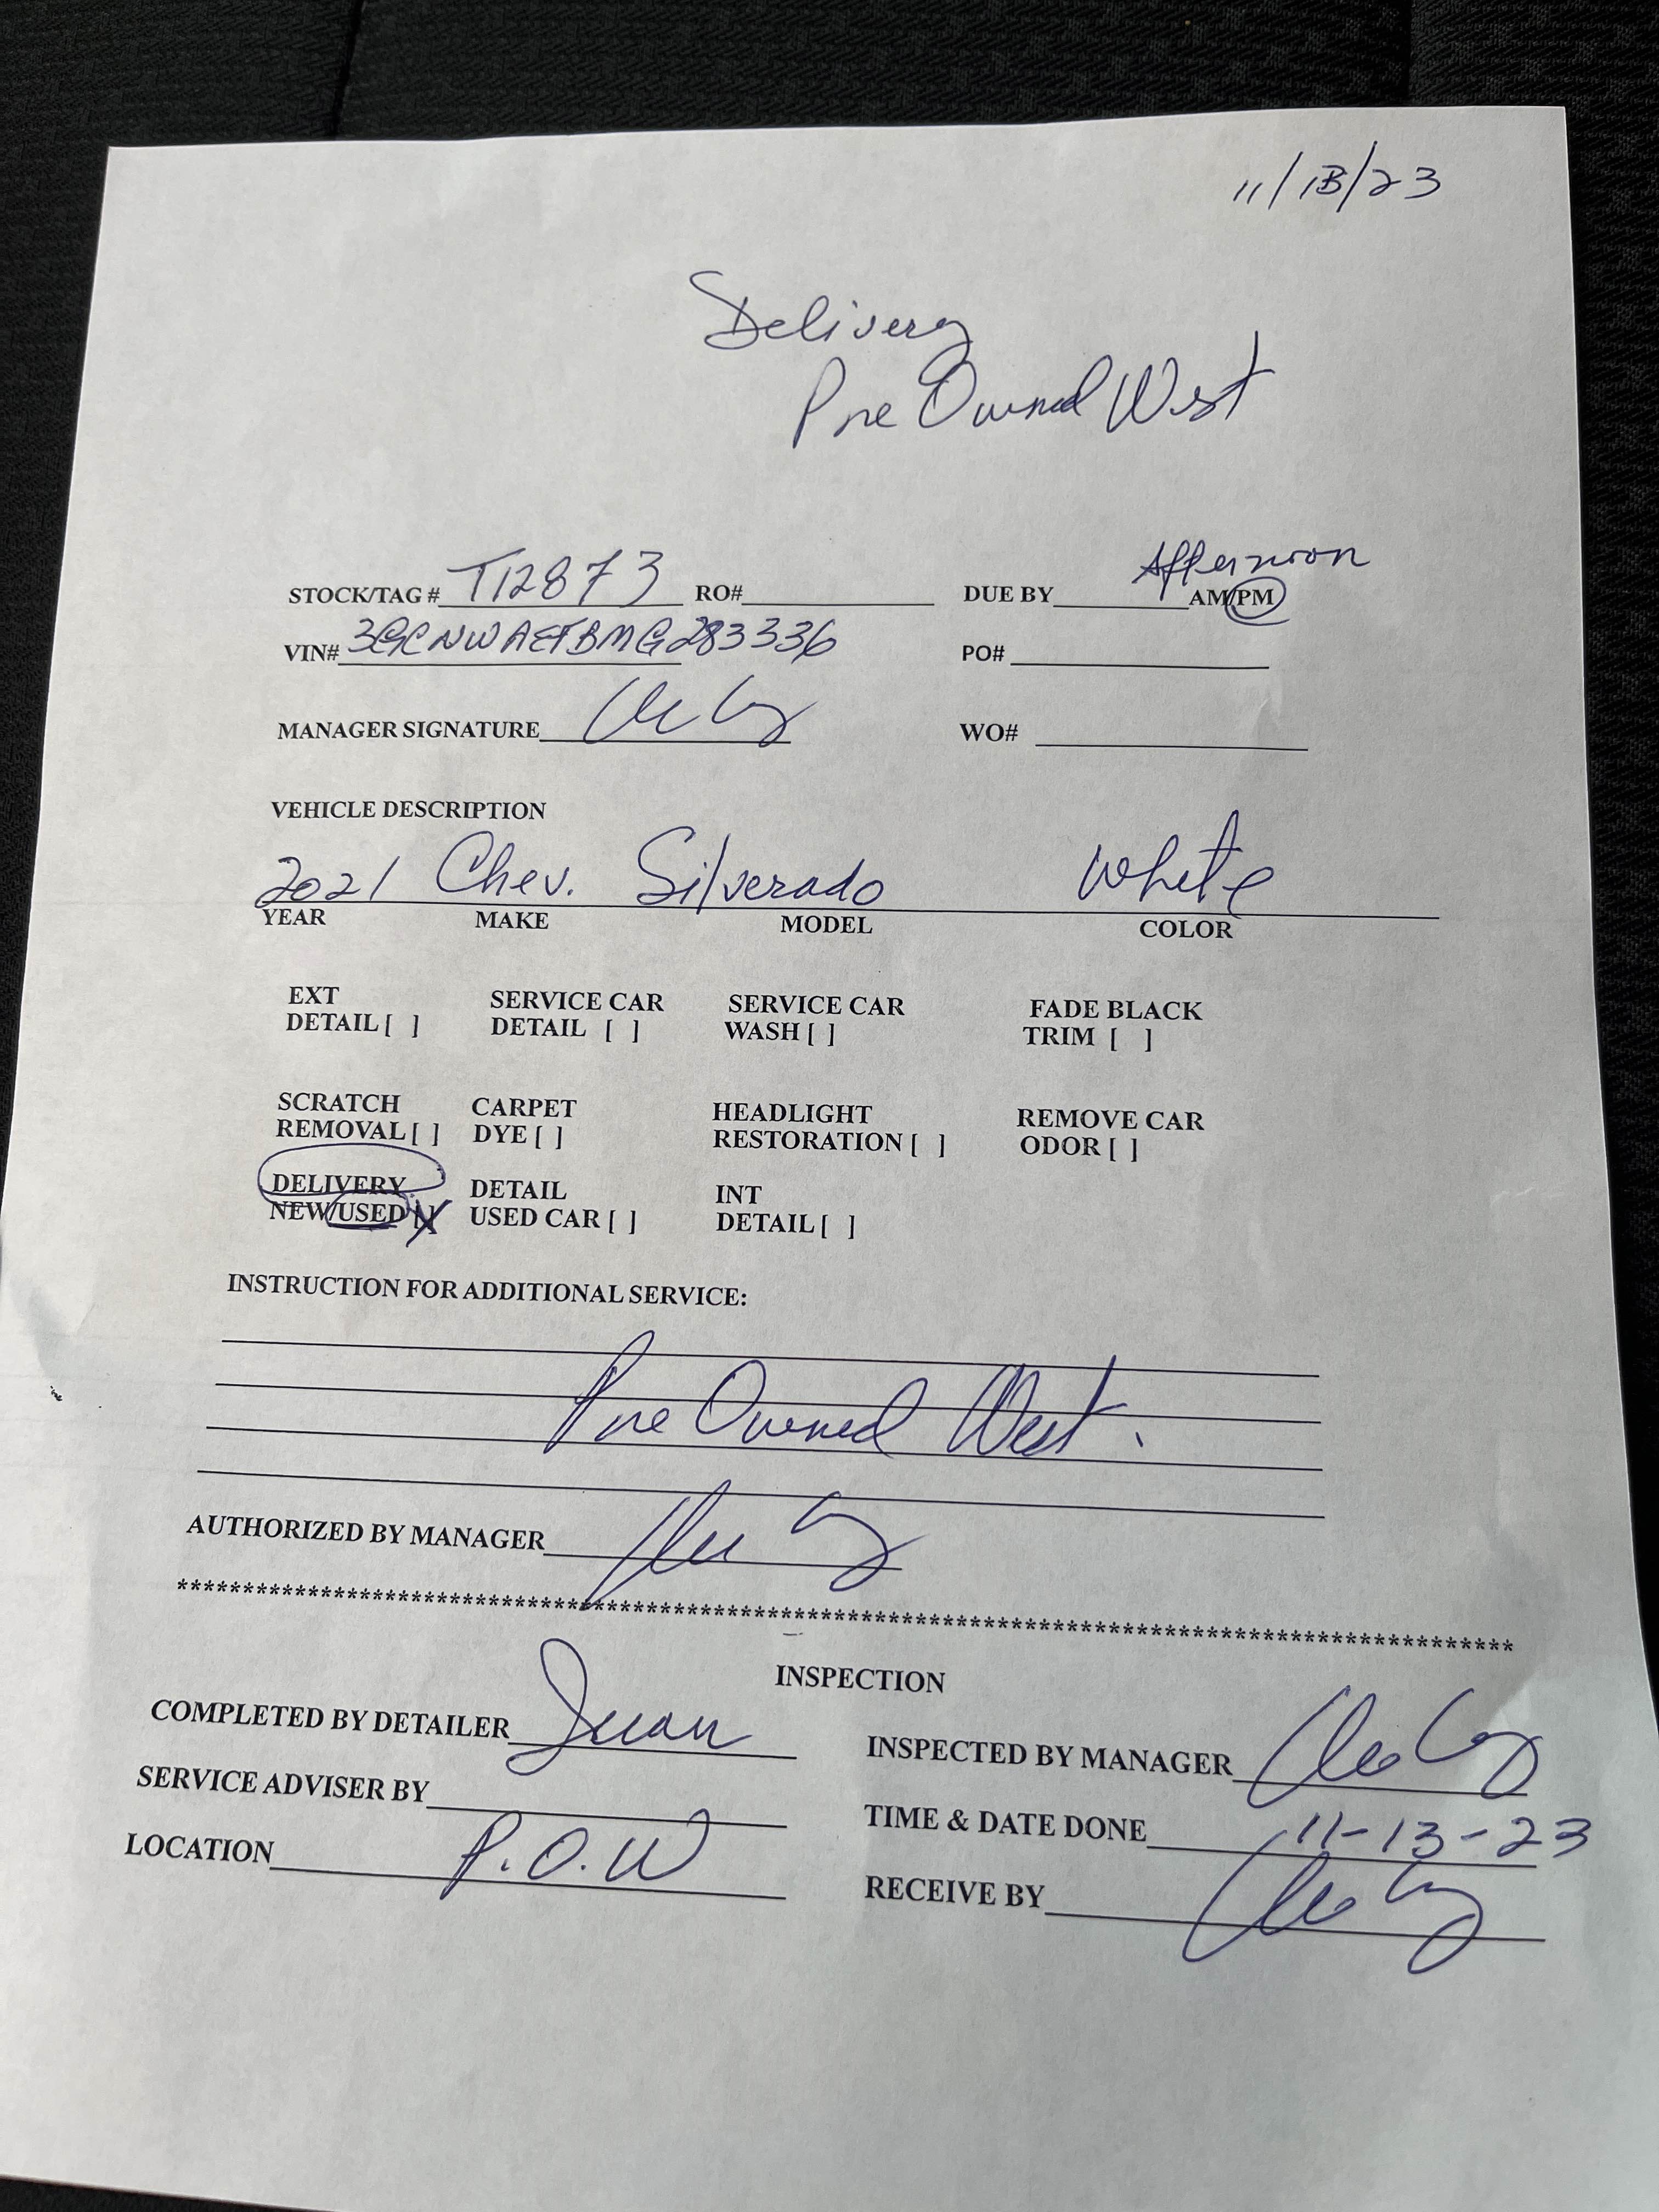 11/13/23
Delivery
Pre Owned West
Afternoon
STOCK/TAG # T12873 RO# DUE BY AM/PM
VIN# 3GCNWAEFBMG283336 PO#
MANAGER SIGNATURE WO#
VEHICLE DESCRIPTION
2021 Chev. Silverado White
YEAR MAKE MODEL COLOR
EXT SERVICE CAR SERVICE CAR FADE BLACK
DETAIL [ ] DETAIL [ ] WASH [ ] TRIM [ ]
SCRATCH CARPET HEADLIGHT REMOVE CAR
REMOVAL [ ] DYE [ ] RESTORATION [ ] ODOR [ ]
DELIVERY DETAIL INT
NEW/USED [X] USED CAR [ ] DETAIL [ ]
INSTRUCTION FOR ADDITIONAL SERVICE:
Pre Owned West.
AUTHORIZED BY MANAGER
****************************************************************************************************
INSPECTION
COMPLETED BY DETAILER Juan INSPECTED BY MANAGER
SERVICE ADVISER BY TIME & DATE DONE 11-13-23
LOCATION P.O.W RECEIVE BY